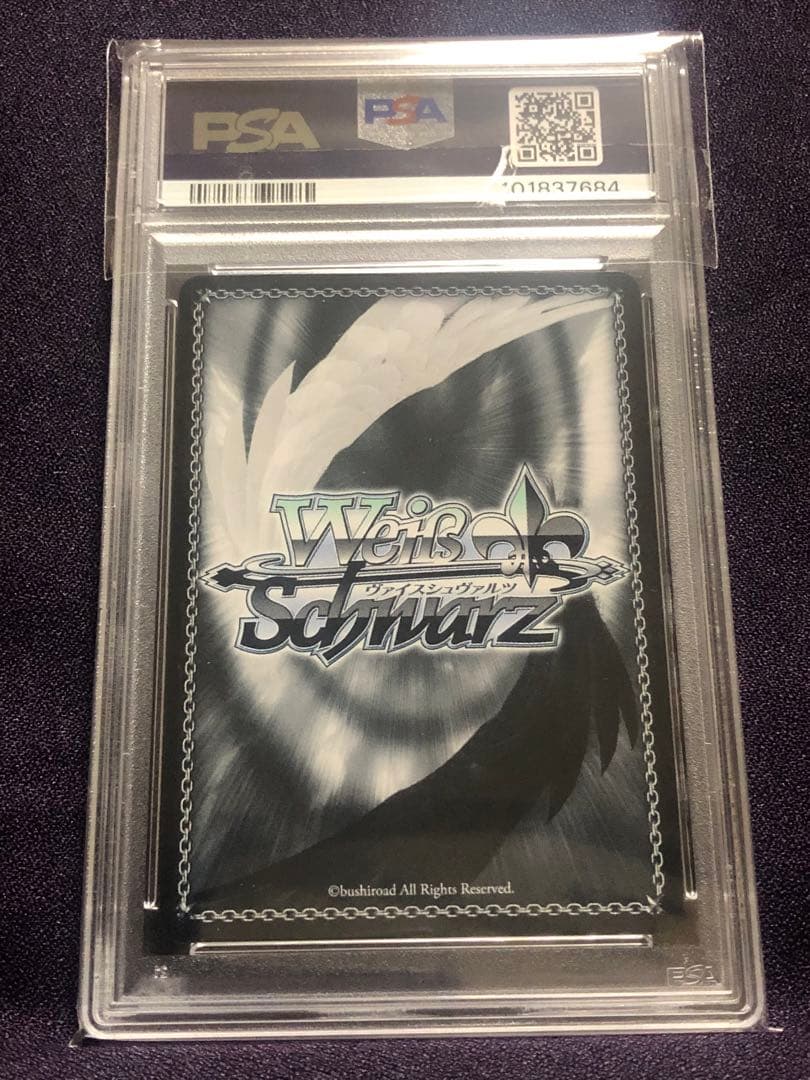 PSA PSA
101837684
Weiß
ヴァイスシュヴァルツ
Schwarz
©bushiroad All Rights Reserved.
PSA